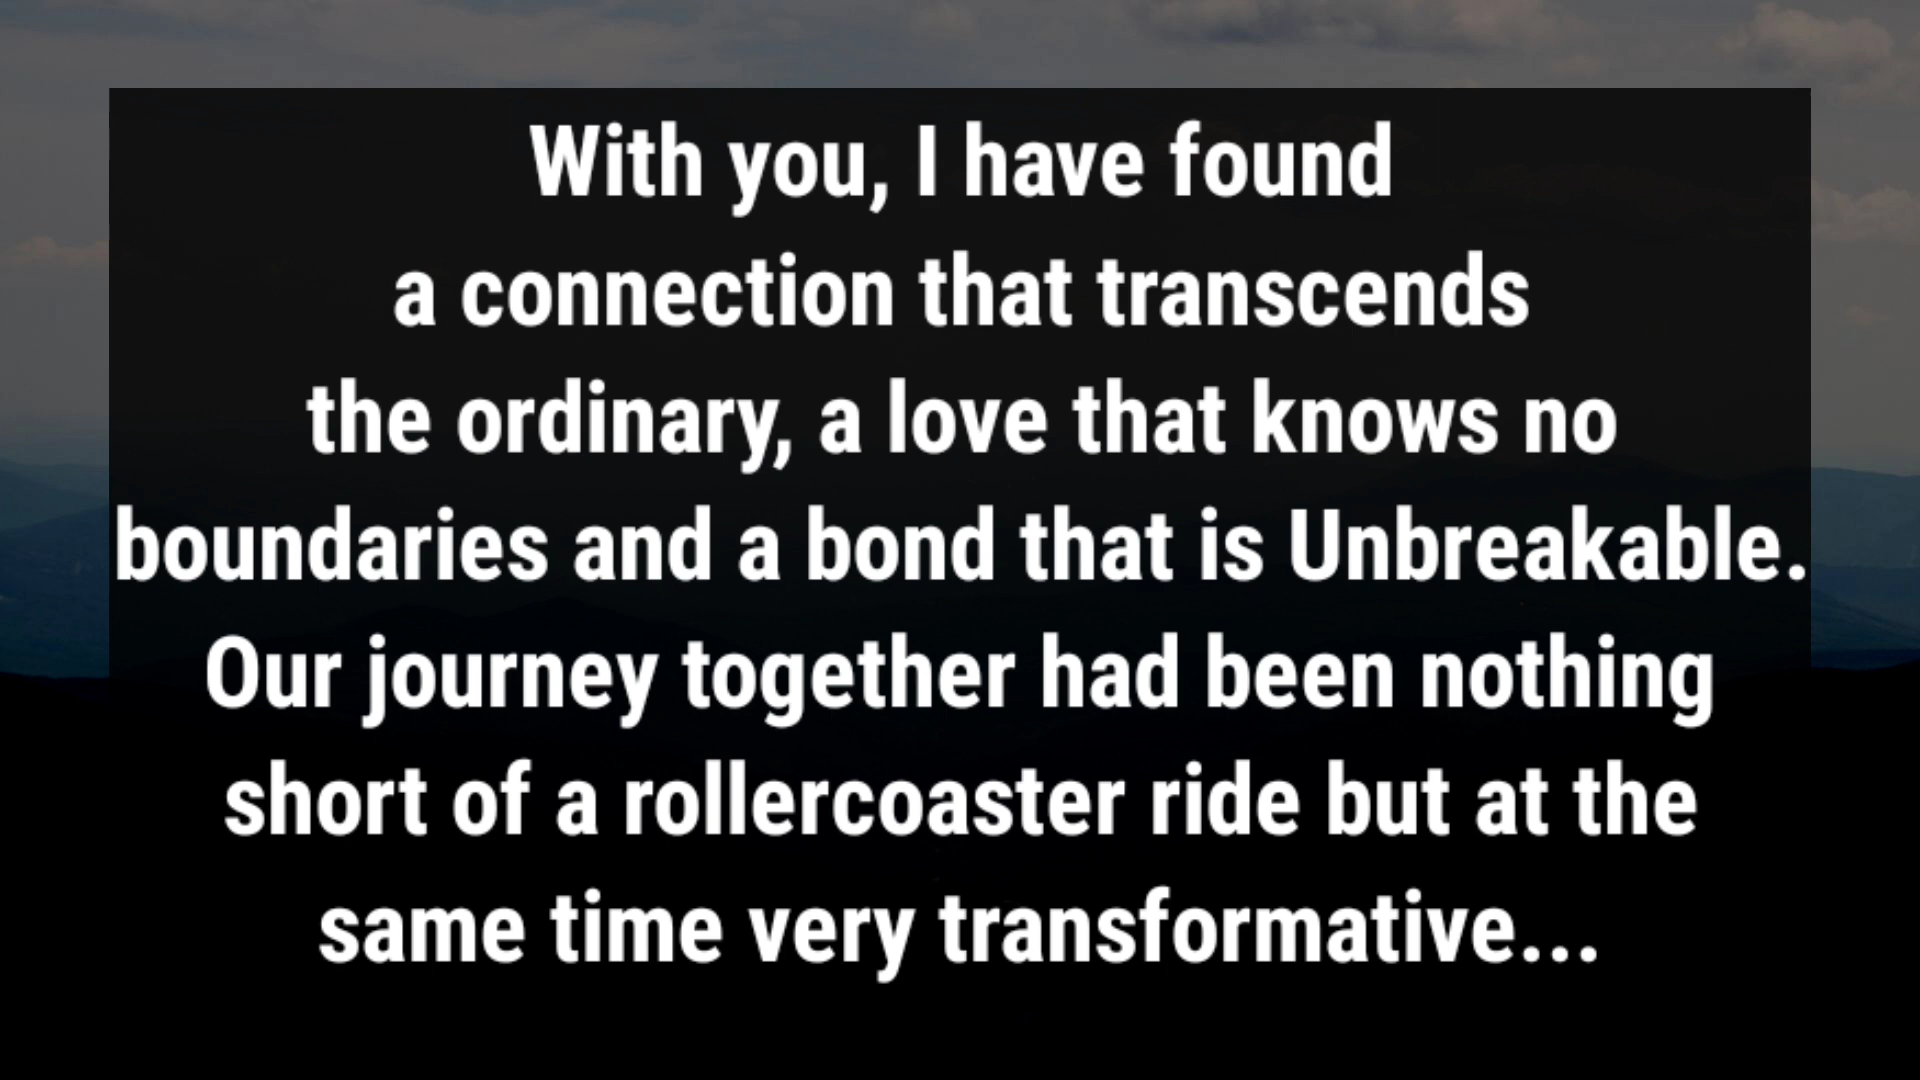 With you, I have found
a connection that transcends
the ordinary, a love that knows no
boundaries and a bond that is Unbreakable.
Our journey together had been nothing
short of a rollercoaster ride but at the
same time very transformative...